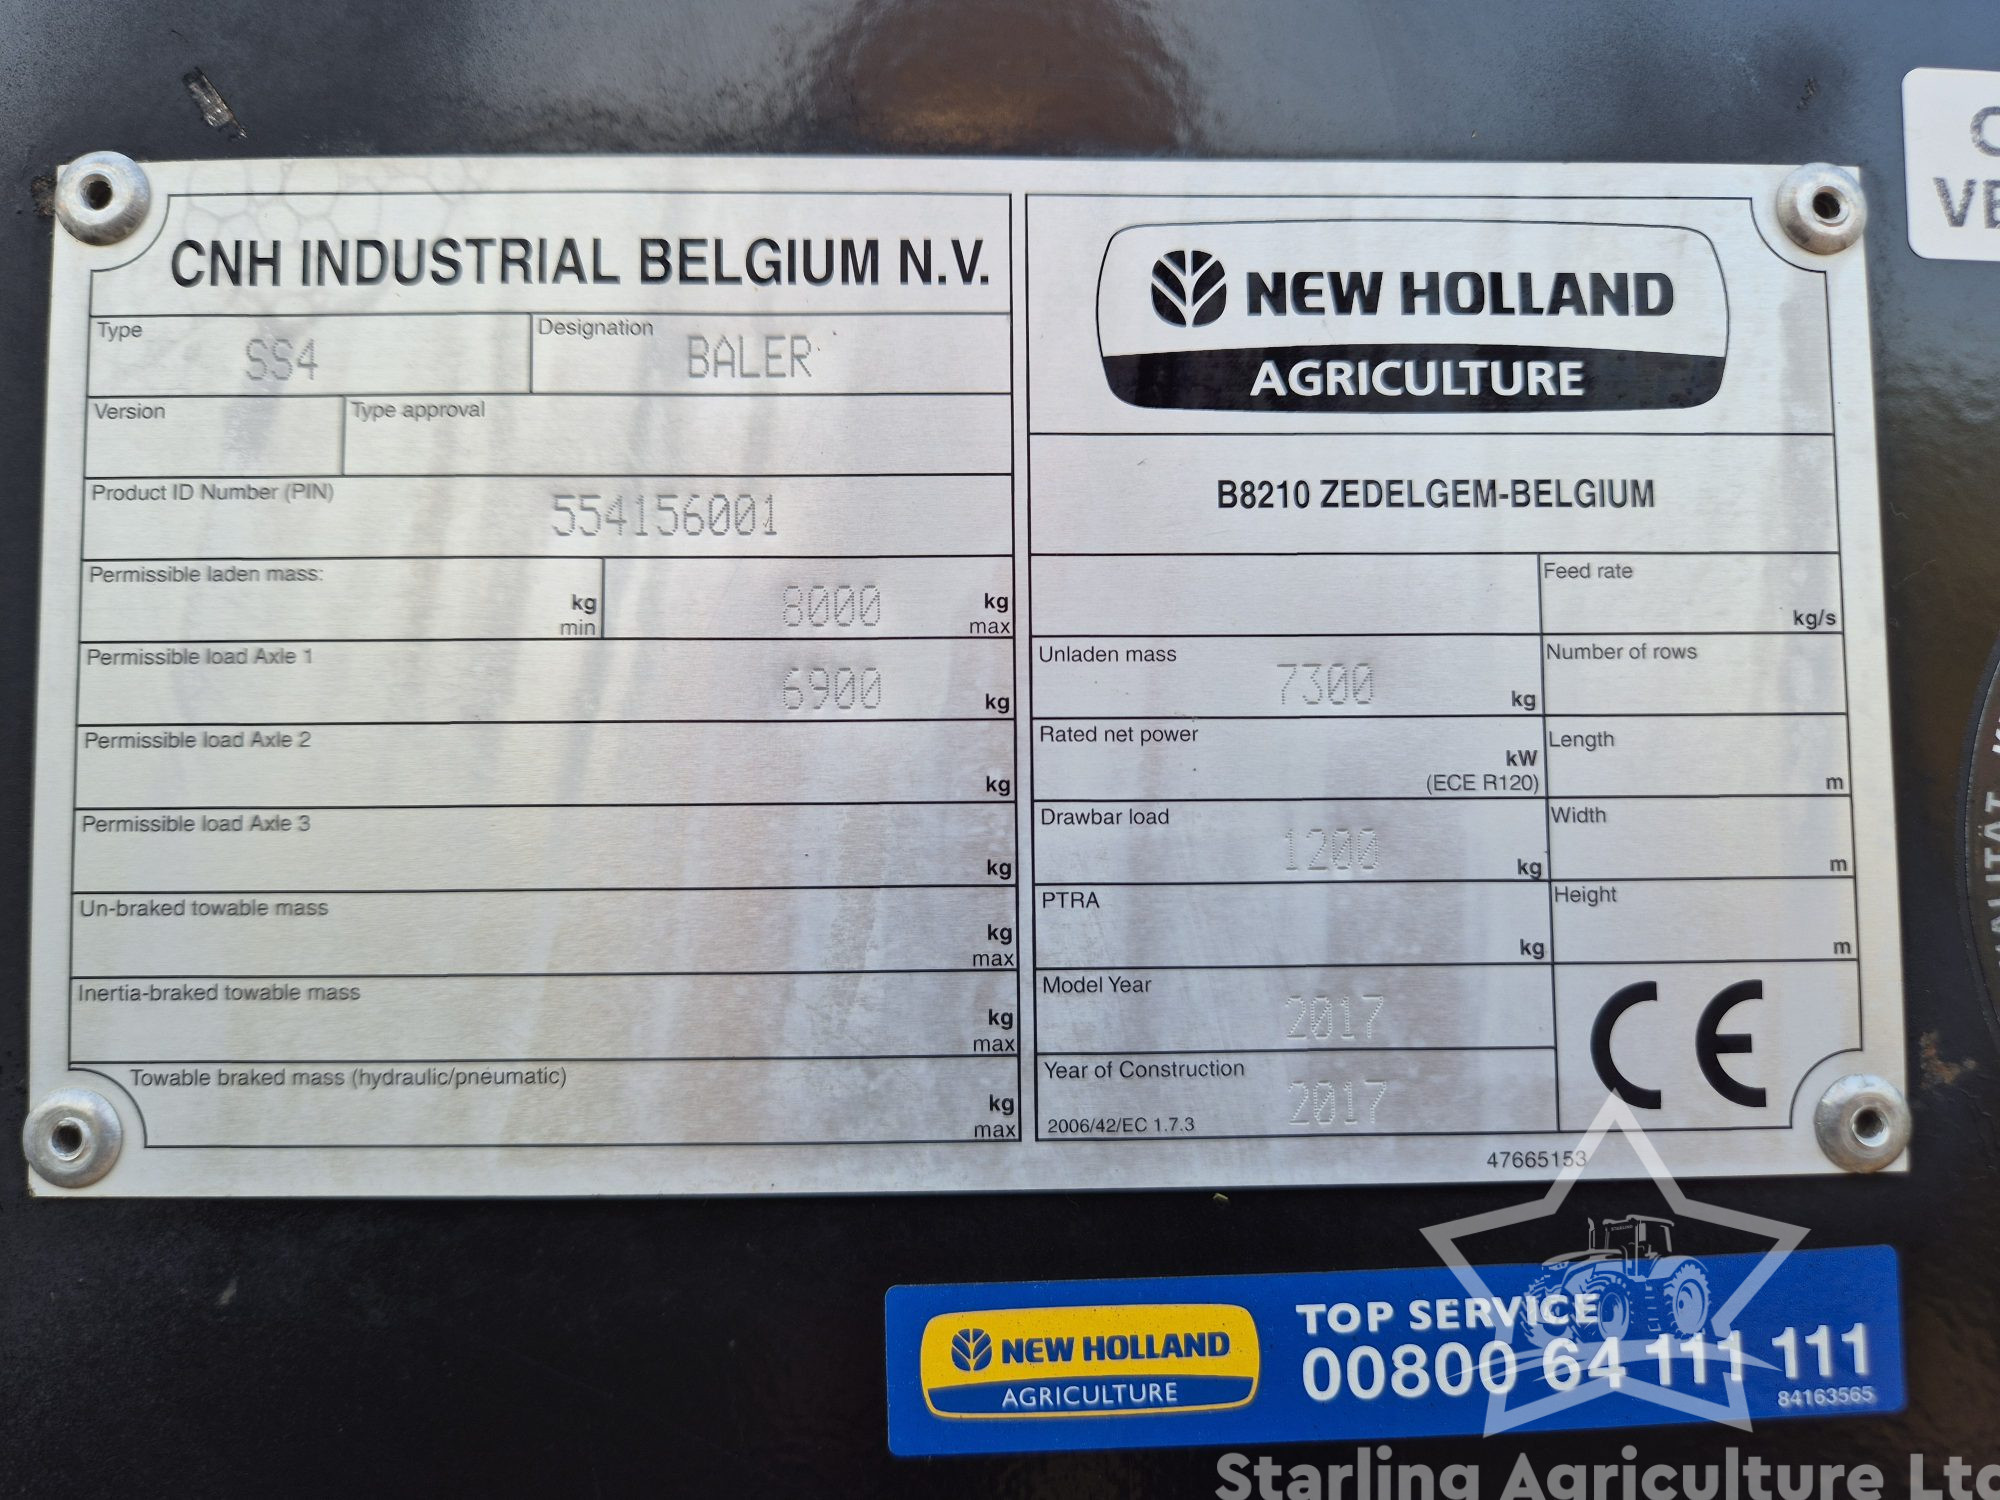 CNH INDUSTRIAL BELGIUM N.V.
Type
SS4
Designation
BALER
Version
Type approval
Product ID Number (PIN)
554156001
Permissible laden mass:
kg
min
8000
kg
max
Permissible load Axle 1
6900
kg
Permissible load Axle 2
kg
Permissible load Axle 3
kg
Un-braked towable mass
kg
max
Inertia-braked towable mass
kg
max
Towable braked mass (hydraulic/pneumatic)
kg
max
NEW HOLLAND
AGRICULTURE
B8210 ZEDELGEM-BELGIUM
Feed rate
kg/s
Unladen mass
7300
kg
Number of rows
Rated net power
kW
(ECE R120)
Length
m
Drawbar load
1200
kg
Width
m
PTRA
kg
Height
m
Model Year
2017
Year of Construction
2017
2006/42/EC 1.7.3
CE
47665153
NEW HOLLAND
AGRICULTURE
TOP SERVICE
00800 64 111 111
84163565
Starling Agriculture Ltd